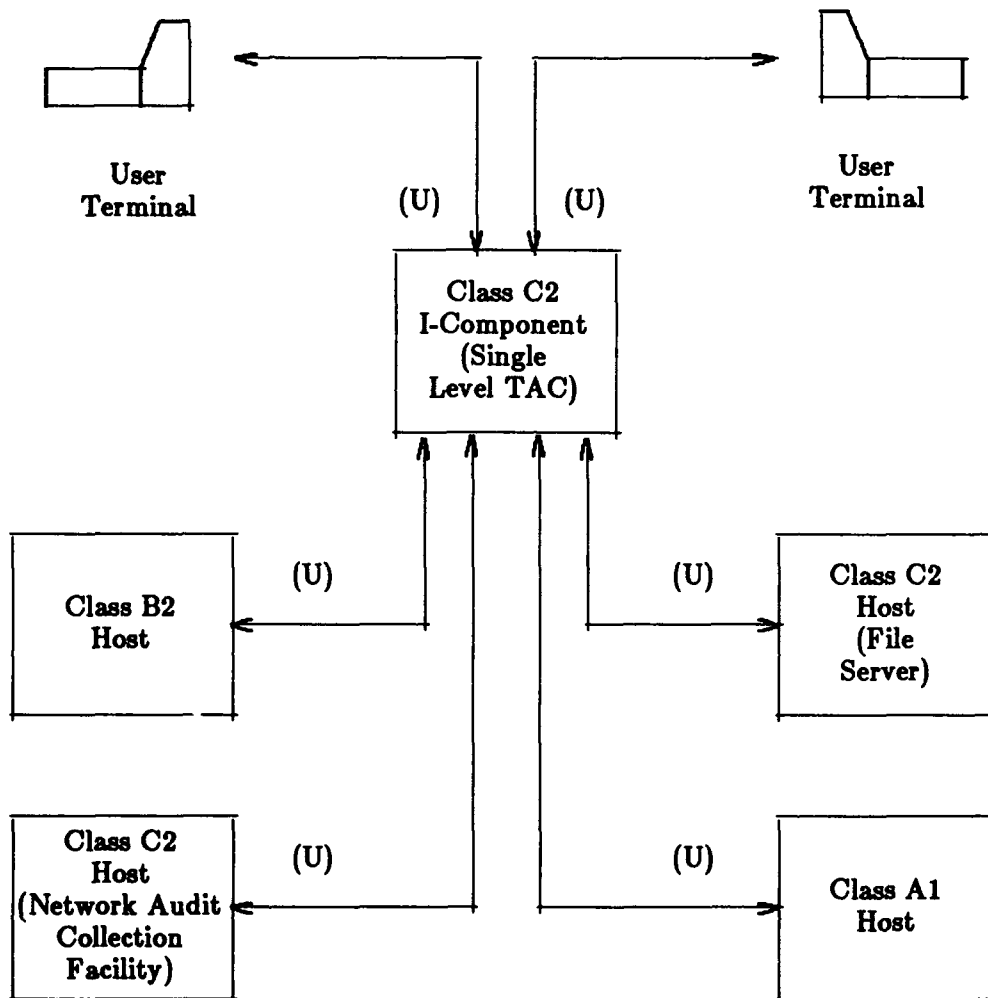 User
Terminal
User
Terminal
(U)
(U)
Class C2
I-Component
(Single
Level TAC)
(U)
(U)
Class B2
Host
Class C2
Host
(File
Server)
(U)
(U)
Class C2
Host
(Network Audit
Collection
Facility)
Class A1
Host